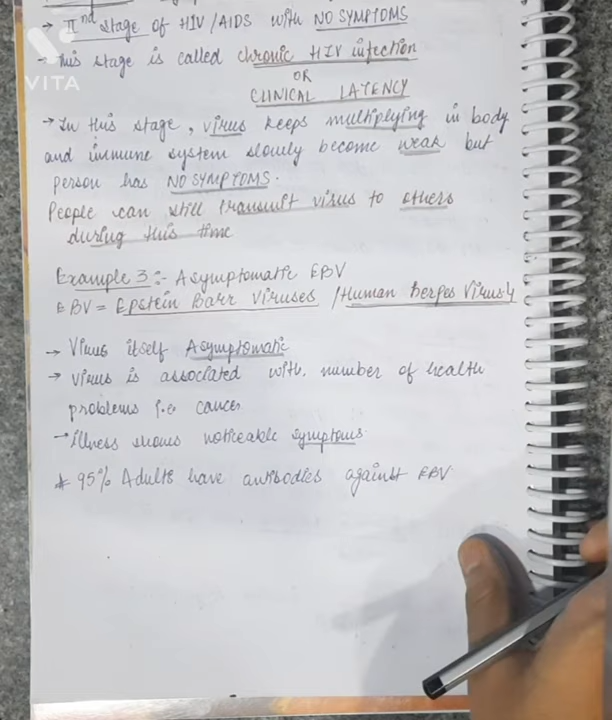 → IInd stage of HIV/AIDS with NO SYMPTOMS
→ This stage is called chronic HIV infection
OR
CLINICAL LATENCY
→ In this stage, virus keeps multiplying in body
and immune system slowly become weak but
person has NO SYMPTOMS.
People can still transmit virus to others
during this time
Example 3:- Asymptomatic EBV
EBV = Epstein Barr Viruses / Human herpes Virus 4
→ Virus itself Asymptomatic
→ virus is associated with number of health
problems i.e cancer
→ illness shows noticeable symptoms.
* 95% Adults have antibodies against EBV
VITA